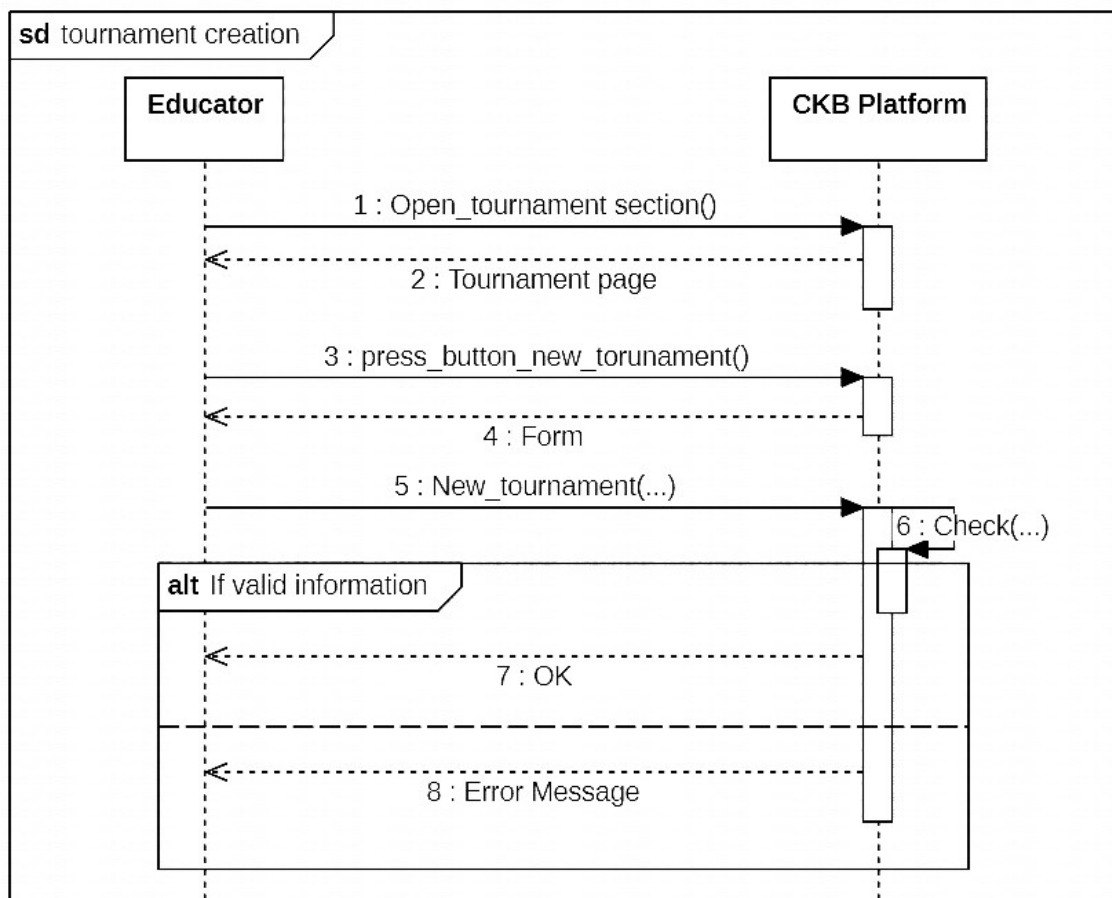 sd tournament creation
Educator
CKB Platform
1 : Open_tournament section()
2 : Tournament page
3 : press_button_new_torunament()
4 : Form
5 : New_tournament(...)
6 : Check(...)
alt If valid information
7 : OK
8 : Error Message